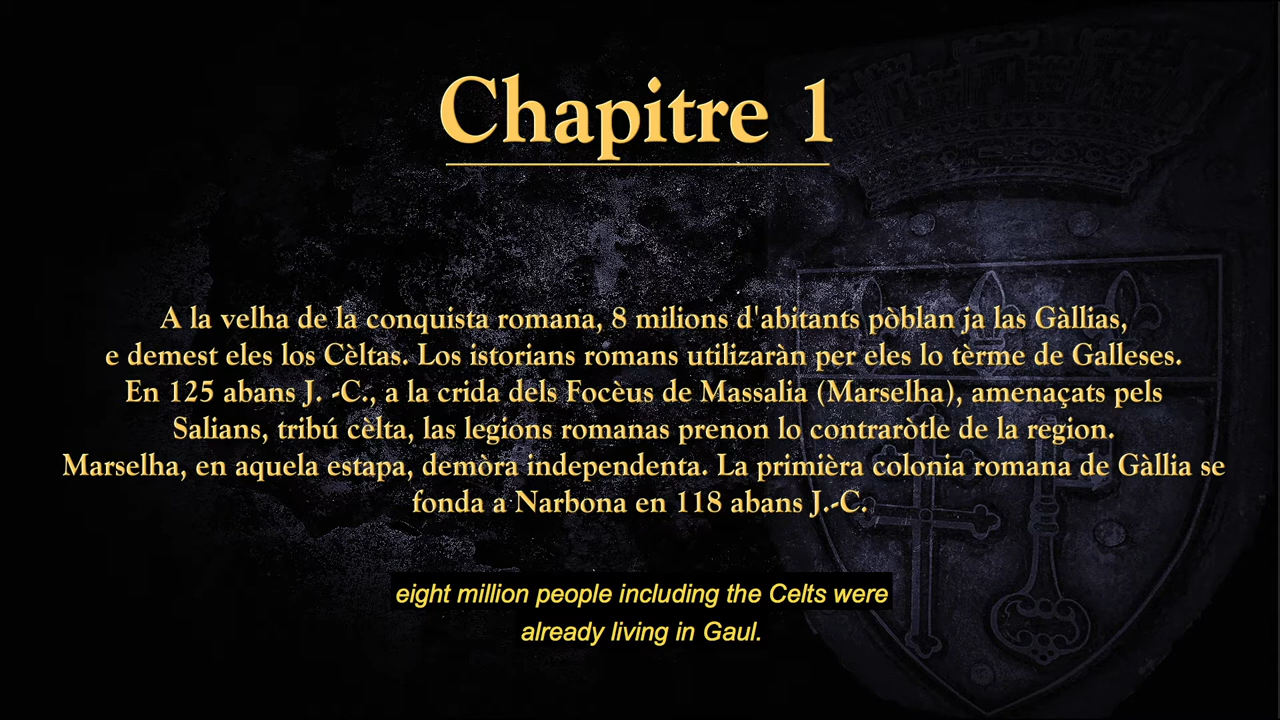 Chapitre 1
A la velha de la conquista romana, 8 milions d'abitants pòblan ja las Gàllias,
e demest eles los Cèltas. Los istorians romans utilizaràn per eles lo tèrme de Galleses.
En 125 abans J. -C., a la crida dels Focèus de Massalia (Marselha), amenaçats pels
Salians, tribú cèlta, las legions romanas prenon lo contraròtle de la region.
Marselha, en aquela estapa, demòra independenta. La primièra colonia romana de Gàllia se
fonda a Narbona en 118 abans J.-C.
eight million people including the Celts were
already living in Gaul.